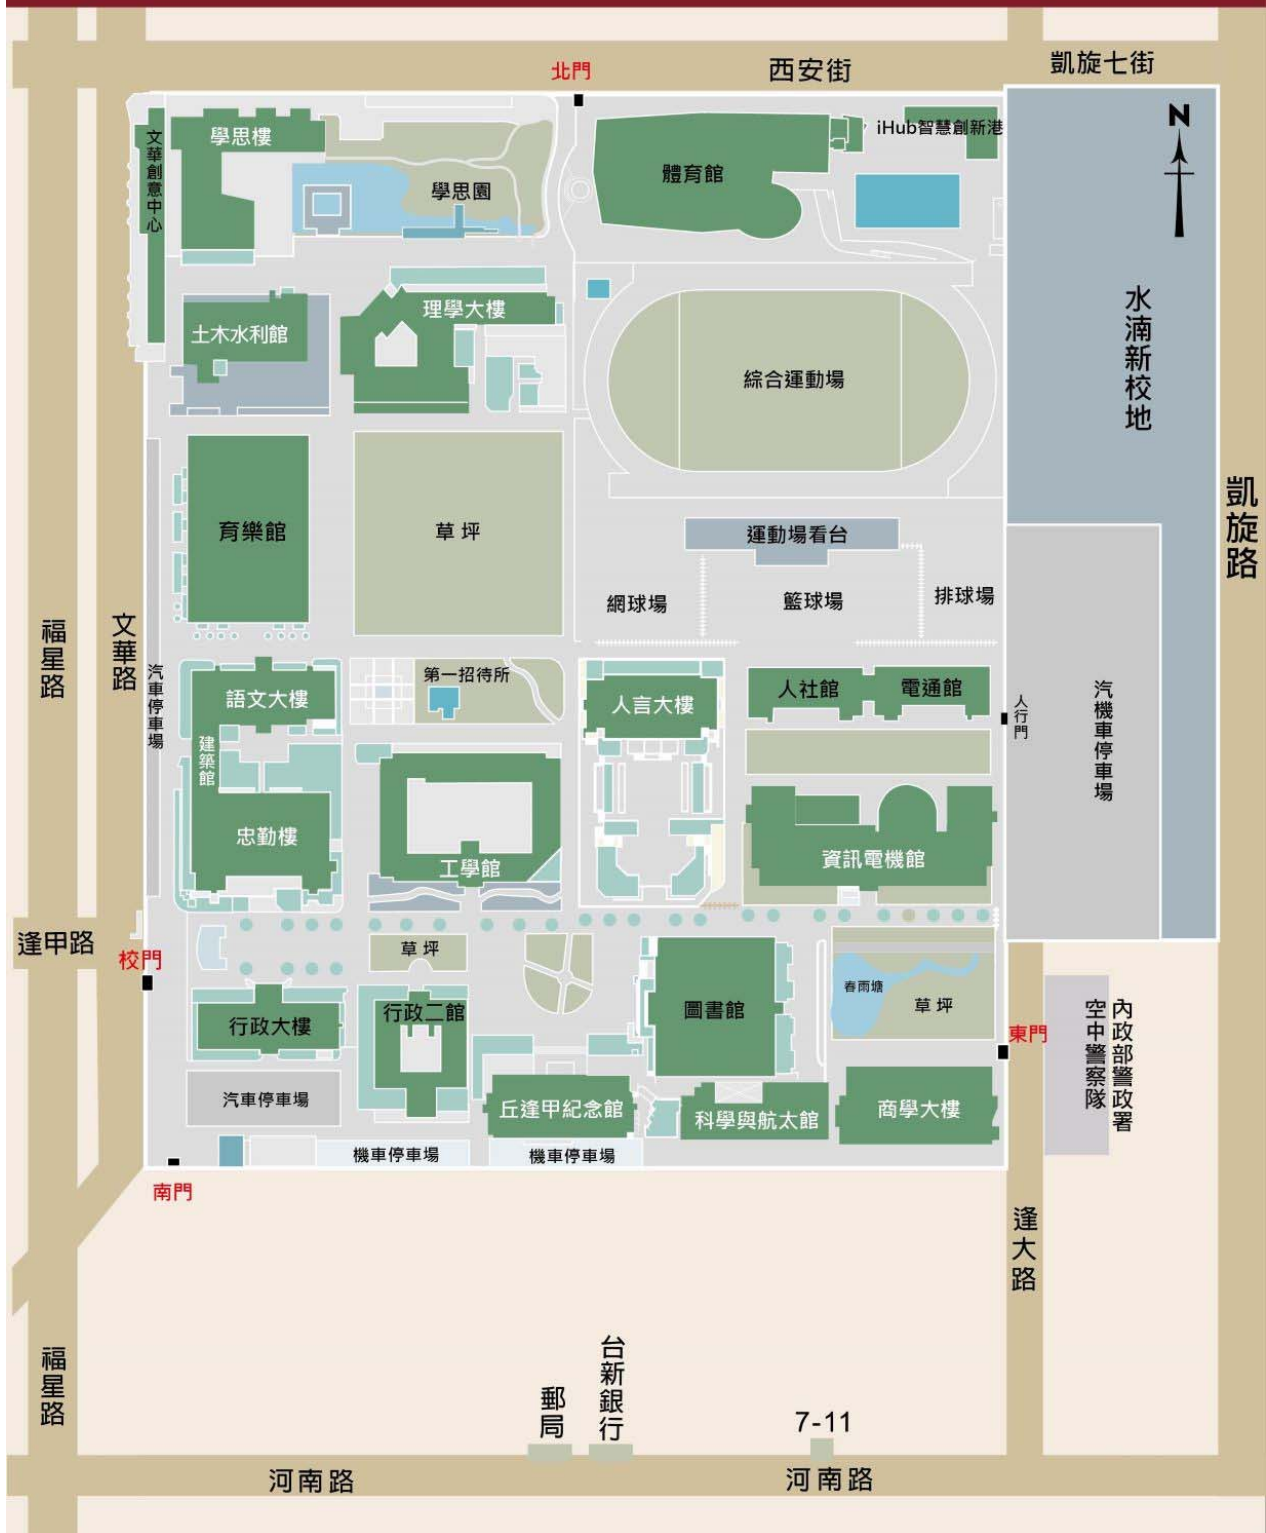 西安街
凱旋七街
北門
N
文華創意中心
學思樓
學思園
體育館
iHub智慧創新港
水湳新校地
土木水利館
理學大樓
綜合運動場
凱旋路
育樂館
草坪
運動場看台
網球場
籃球場
排球場
福星路
文華路
汽車停車場
語文大樓
第一招待所
人言大樓
人社館
電通館
人行門
汽機車停車場
建築館
忠勤樓
工學館
資訊電機館
逢甲路
校門
草坪
行政大樓
行政二館
圖書館
春雨塘
草坪
東門
內政部警政署
空中警察隊
汽車停車場
丘逢甲紀念館
科學與航太館
商學大樓
機車停車場
機車停車場
南門
逢大路
福星路
郵局
台新銀行
7-11
河南路
河南路